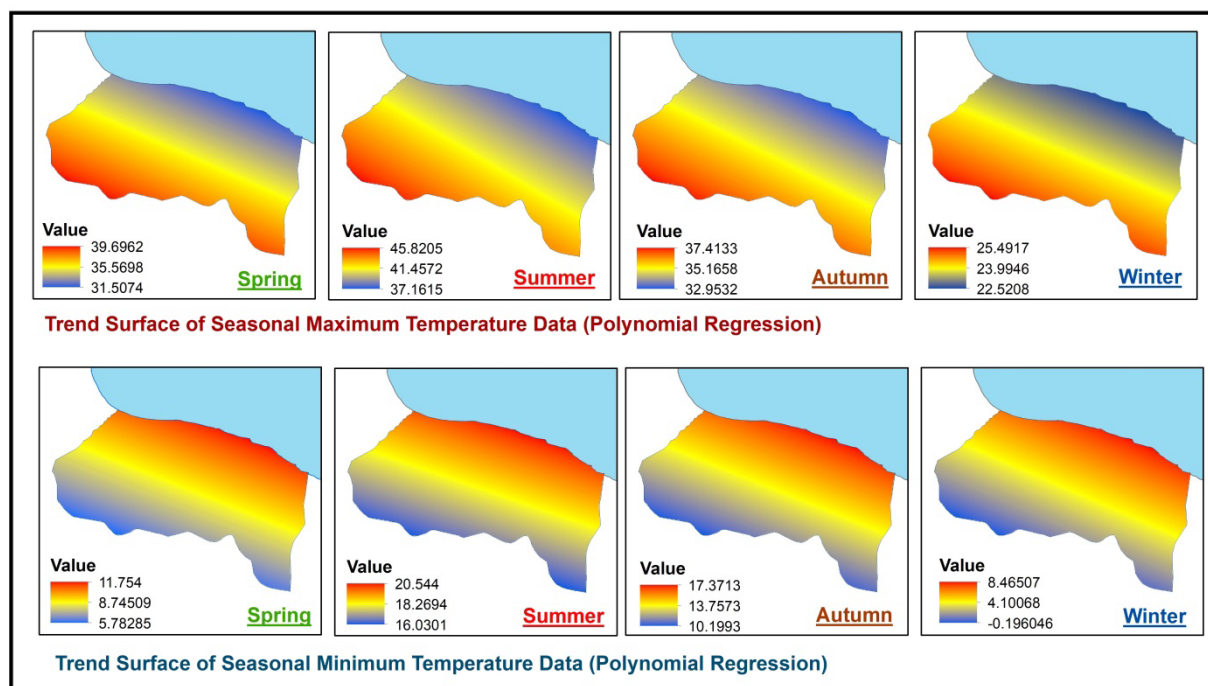 Value
39.6962
35.5698
31.5074
Spring
Value
45.8205
41.4572
37.1615
Summer
Value
37.4133
35.1658
32.9532
Autumn
Value
25.4917
23.9946
22.5208
Winter
Trend Surface of Seasonal Maximum Temperature Data (Polynomial Regression)
Value
11.754
8.74509
5.78285
Spring
Value
20.544
18.2694
16.0301
Summer
Value
17.3713
13.7573
10.1993
Autumn
Value
8.46507
4.10068
-0.196046
Winter
Trend Surface of Seasonal Minimum Temperature Data (Polynomial Regression)